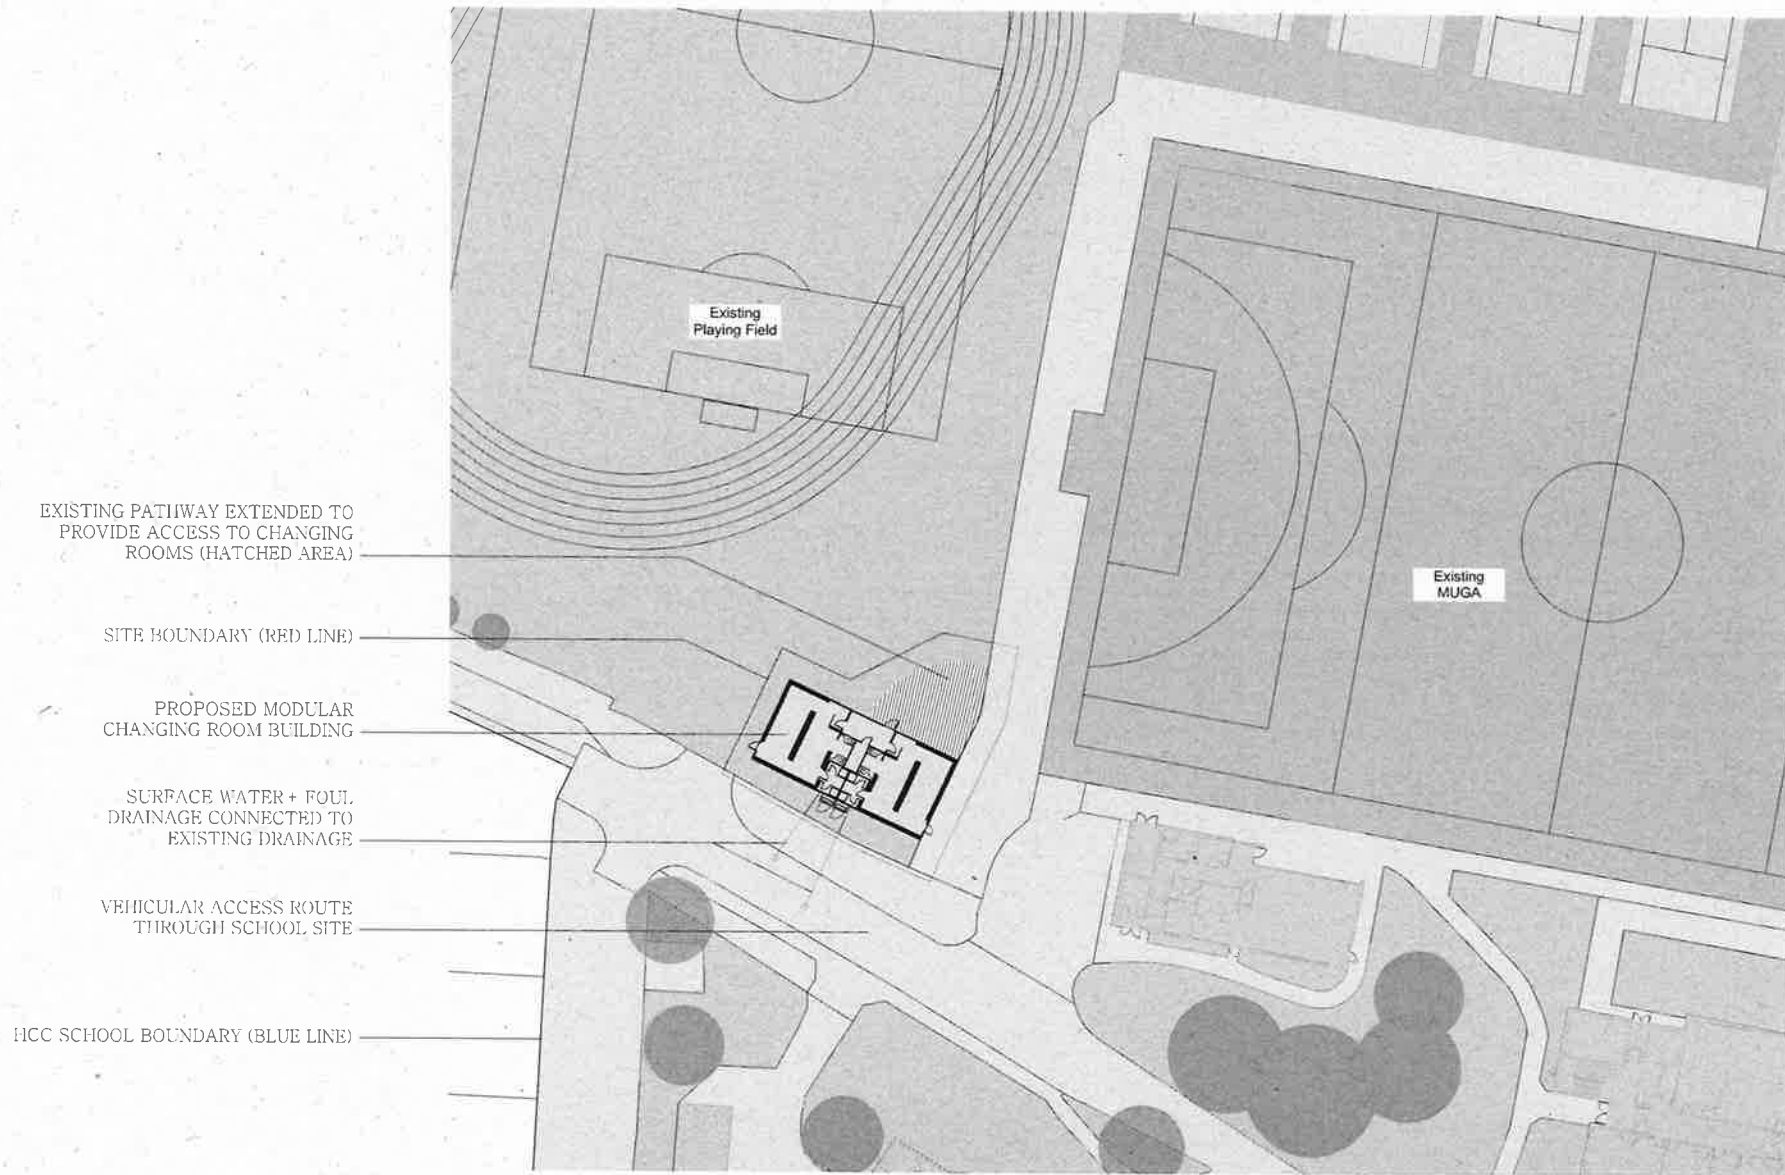 Existing
Playing Field
EXISTING PATHWAY EXTENDED TO
PROVIDE ACCESS TO CHANGING
ROOMS (HATCHED AREA)
Existing
MUGA
SITE BOUNDARY (RED LINE)
PROPOSED MODULAR
CHANGING ROOM BUILDING
SURFACE WATER + FOUL
DRAINAGE CONNECTED TO
EXISTING DRAINAGE
VEHICULAR ACCESS ROUTE
THROUGH SCHOOL SITE
HCC SCHOOL BOUNDARY (BLUE LINE)